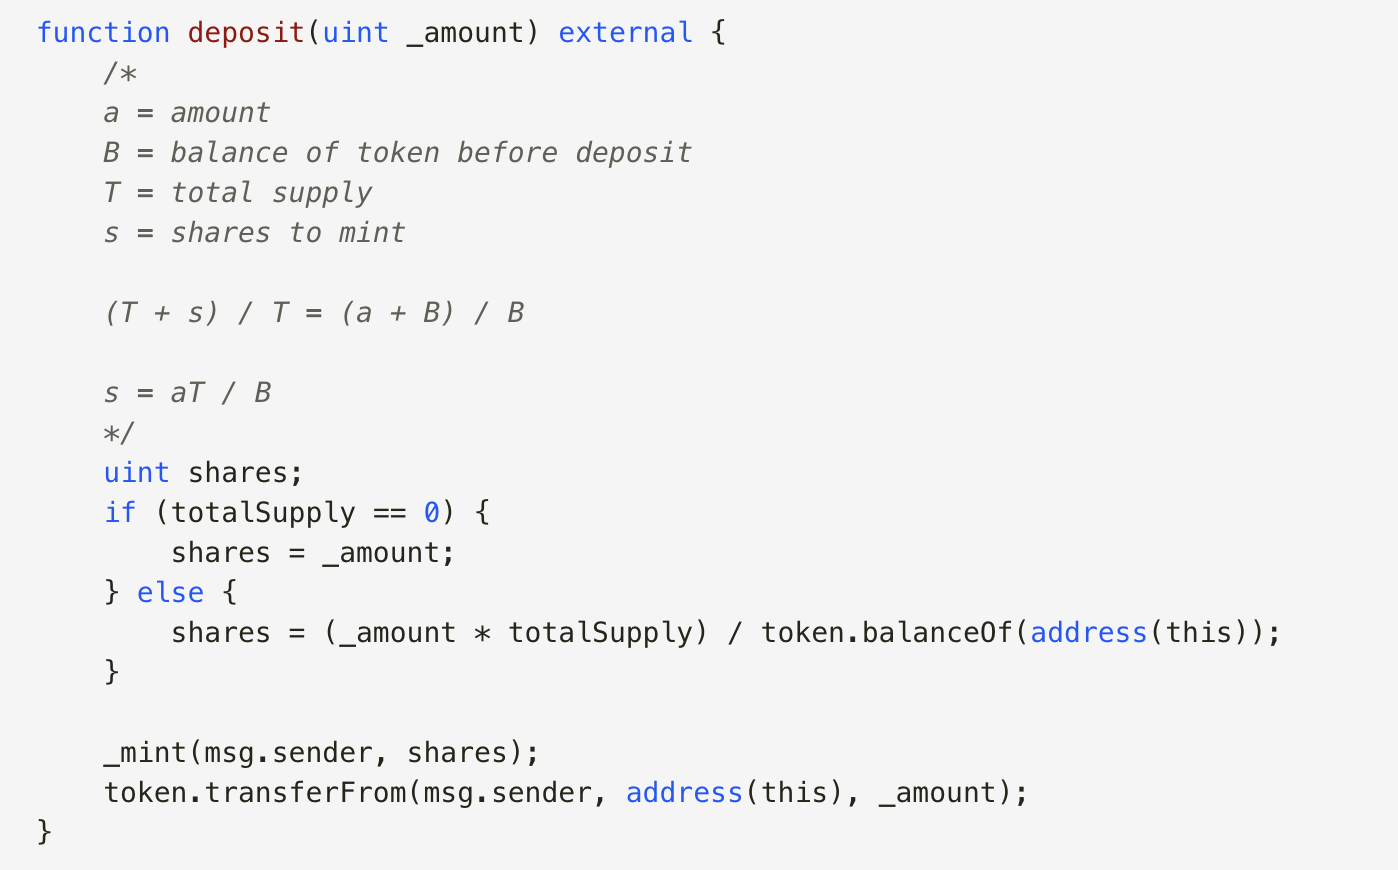 function deposit(uint _amount) external {
/*
a = amount
B = balance of token before deposit
T = total supply
s = shares to mint
(T + s) / T = (a + B) / B
s = aT / B
*/
uint shares;
if (totalSupply == 0) {
shares = _amount;
} else {
shares = (_amount * totalSupply) / token.balanceOf(address(this));
}
_mint(msg.sender, shares);
token.transferFrom(msg.sender, address(this), _amount);
}